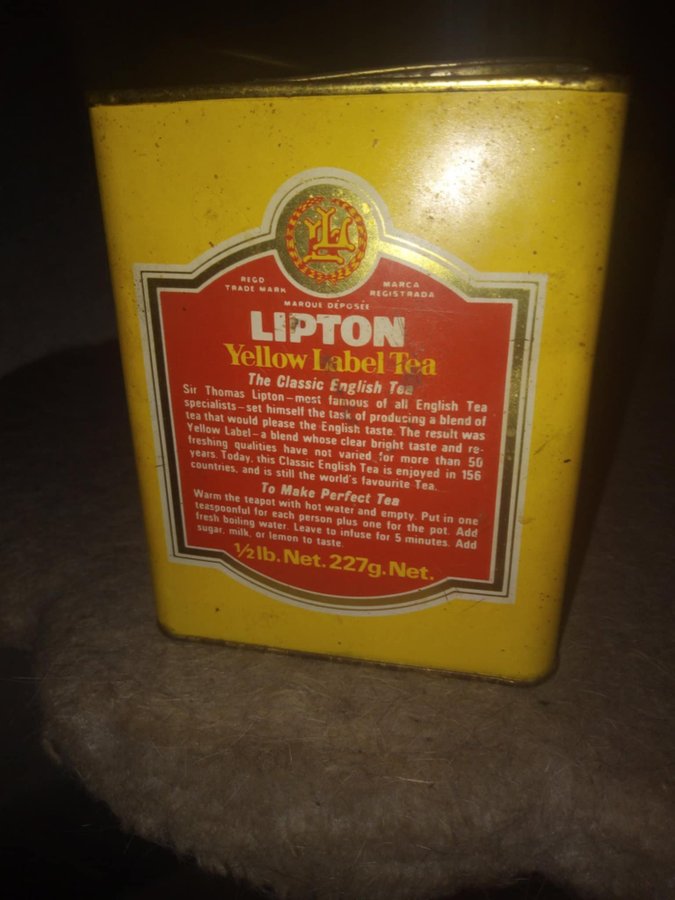 REGD
TRADE MARK
MARCA
REGISTRADA
MARQUE DÉPOSÉE
LIPTON
Yellow Label Tea
The Classic English Tea
Sir Thomas Lipton—most famous of all English Tea
specialists—set himself the task of producing a blend of
tea that would please the English taste. The result was
Yellow Label—a blend whose clear bright taste and re-
freshing qualities have not varied for more than 50
years. Today, this Classic English Tea is enjoyed in 156
countries, and is still the world's favourite Tea.
To Make Perfect Tea
Warm the teapot with hot water and empty. Put in one
teaspoonful for each person plus one for the pot. Add
fresh boiling water. Leave to infuse for 5 minutes. Add
sugar, milk, or lemon to taste.
½lb. Net. 227g. Net.